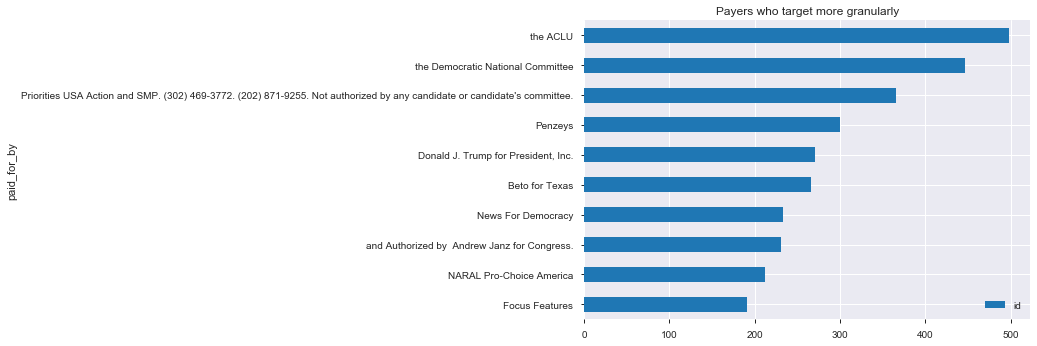 Payers who target more granularly
the ACLU
the Democratic National Committee
Priorities USA Action and SMP. (302) 469-3772. (202) 871-9255. Not authorized by any candidate or candidate's committee.
Penzeys
Donald J. Trump for President, Inc.
Beto for Texas
News For Democracy
and Authorized by  Andrew Janz for Congress.
NARAL Pro-Choice America
Focus Features
paid_for_by
id
0 100 200 300 400 500